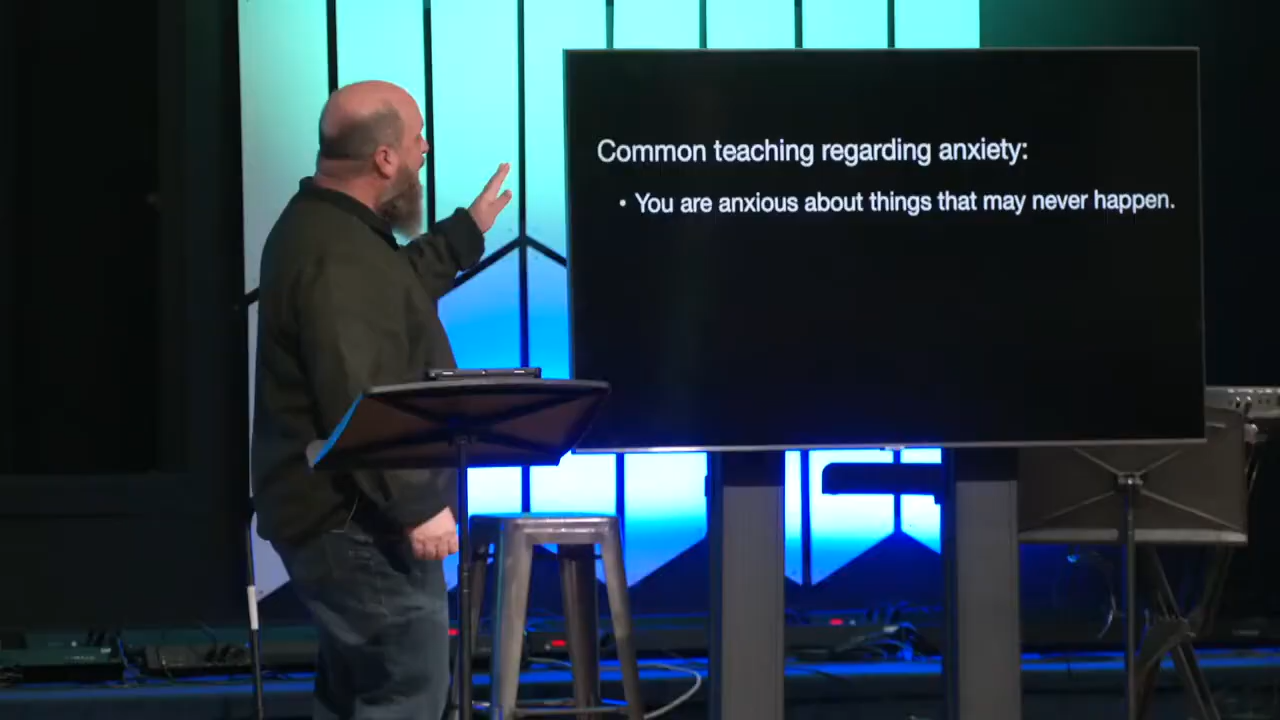 Common teaching regarding anxiety:
• You are anxious about things that may never happen.